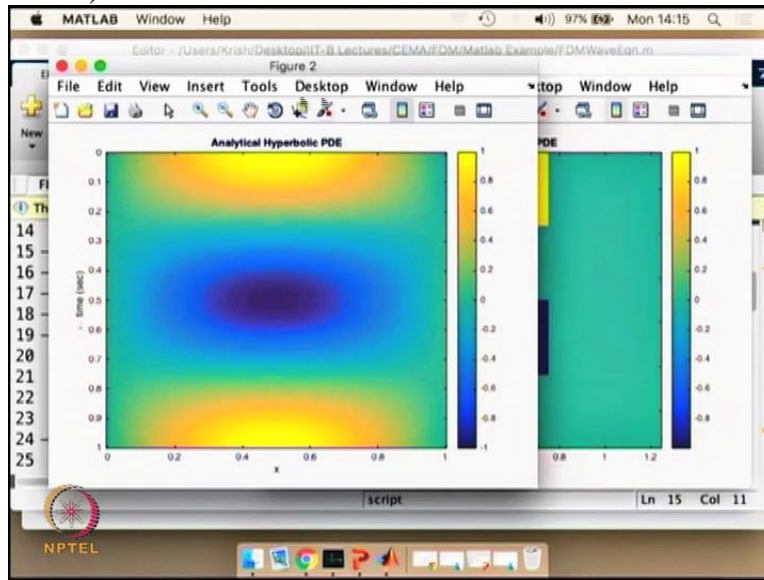 MATLAB Window Help 97% Mon 14:15
Editor - /Users/Krish/Desktop/IIT-B Lectures/CEMA/FDM/Matlab Example/FDMWaveEqn.m
Figure 2
File Edit View Insert Tools Desktop Window Help
ktop Window Help
New
Analytical Hyperbolic PDE
PDE
0
0.1
0.2
0.3
0.4
0.5
0.6
0.7
0.8
0.9
1
time (sec)
0 0.2 0.4 0.6 0.8 1
x
1
0.8
0.6
0.4
0.2
0
-0.2
-0.4
-0.6
-0.8
-1
1
0.8
0.6
0.4
0.2
0
-0.2
-0.4
-0.6
-0.8
0.8 1 1.2
Th
14
15 -
16 -
17 -
18 -
19 -
20
21
22
23
24 -
25
script Ln 15 Col 11
NPTEL